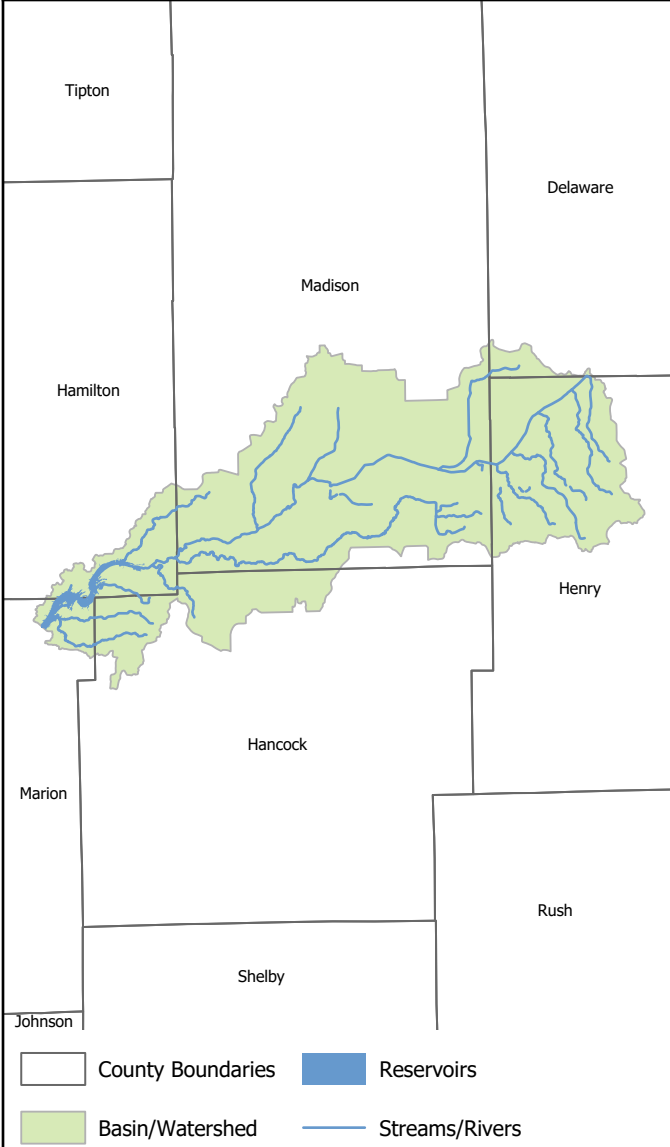 Tipton
Delaware
Madison
Hamilton
Henry
Hancock
Marion
Rush
Shelby
Johnson
County Boundaries
Reservoirs
Basin/Watershed
Streams/Rivers